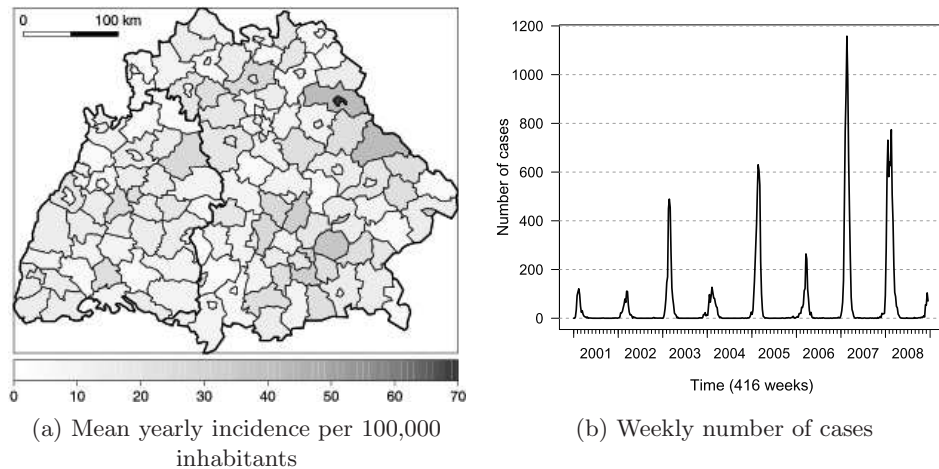 0 100 km
0 10 20 30 40 50 60 70
(a) Mean yearly incidence per 100,000
inhabitants
1200
1000
800
600
400
200
0
Number of cases
2001 2002 2003 2004 2005 2006 2007 2008
Time (416 weeks)
(b) Weekly number of cases